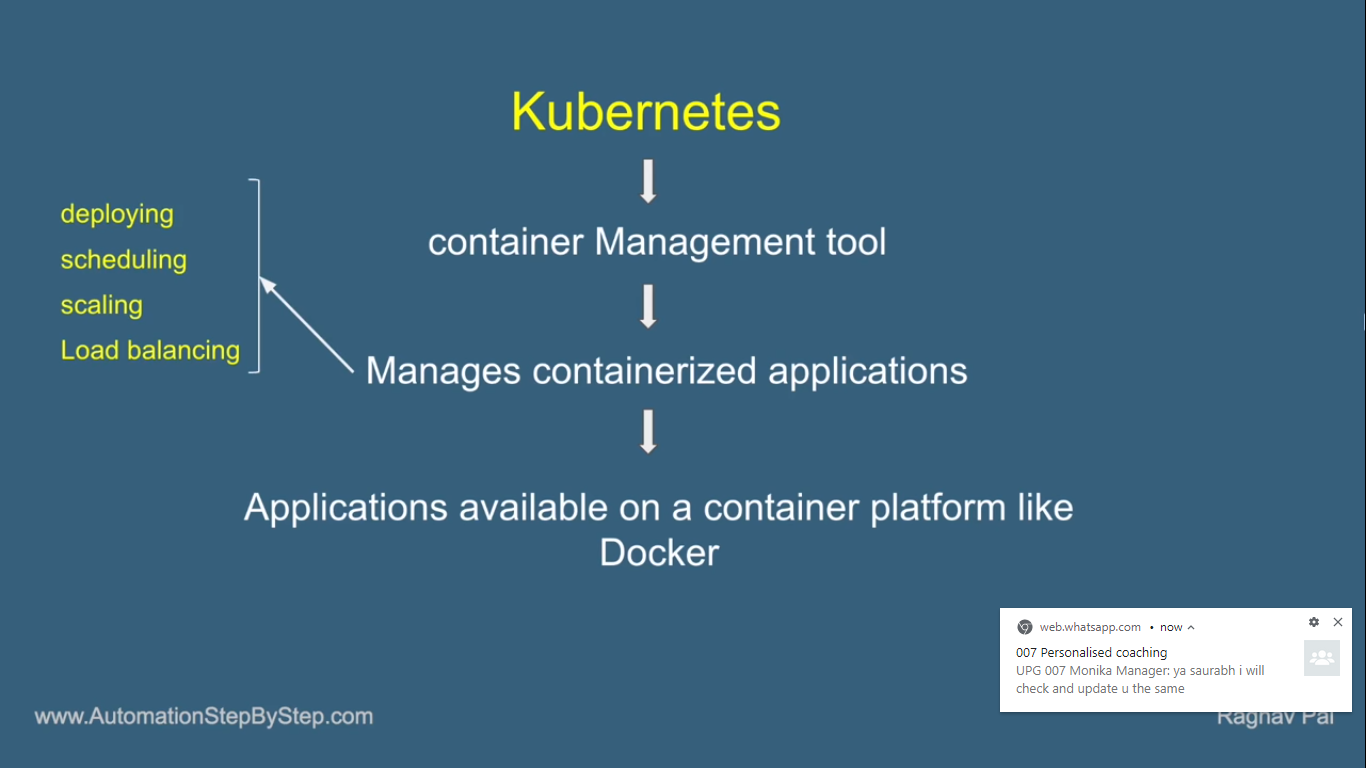 Kubernetes
container Management tool
deploying
scheduling
scaling
Load balancing
Manages containerized applications
Applications available on a container platform like
Docker
web.whatsapp.com • now
007 Personalised coaching
UPG 007 Monika Manager: ya saurabh i will
check and update u the same
www.AutomationStepByStep.com
Raghav Pal